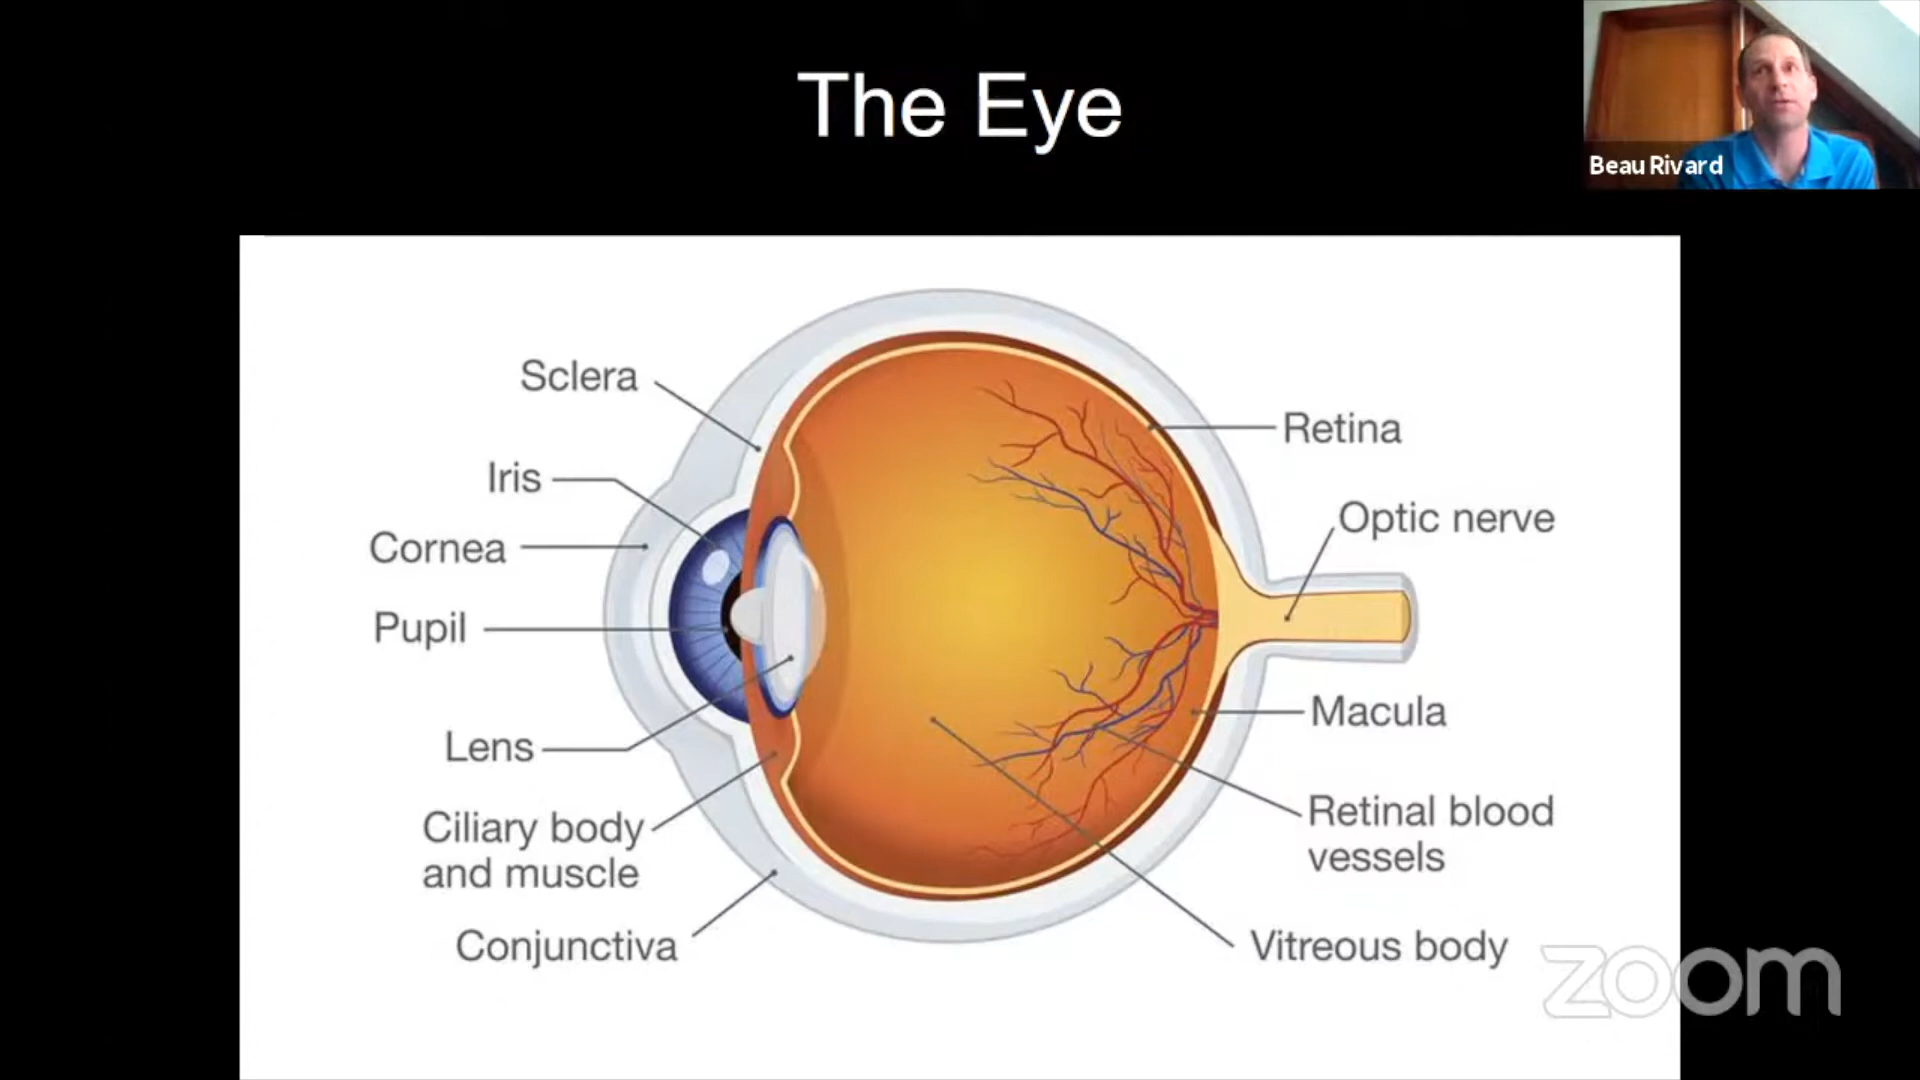 The Eye
Beau Rivard
Sclera
Iris
Cornea
Pupil
Lens
Ciliary body
and muscle
Conjunctiva
Retina
Optic nerve
Macula
Retinal blood
vessels
Vitreous body
zoom